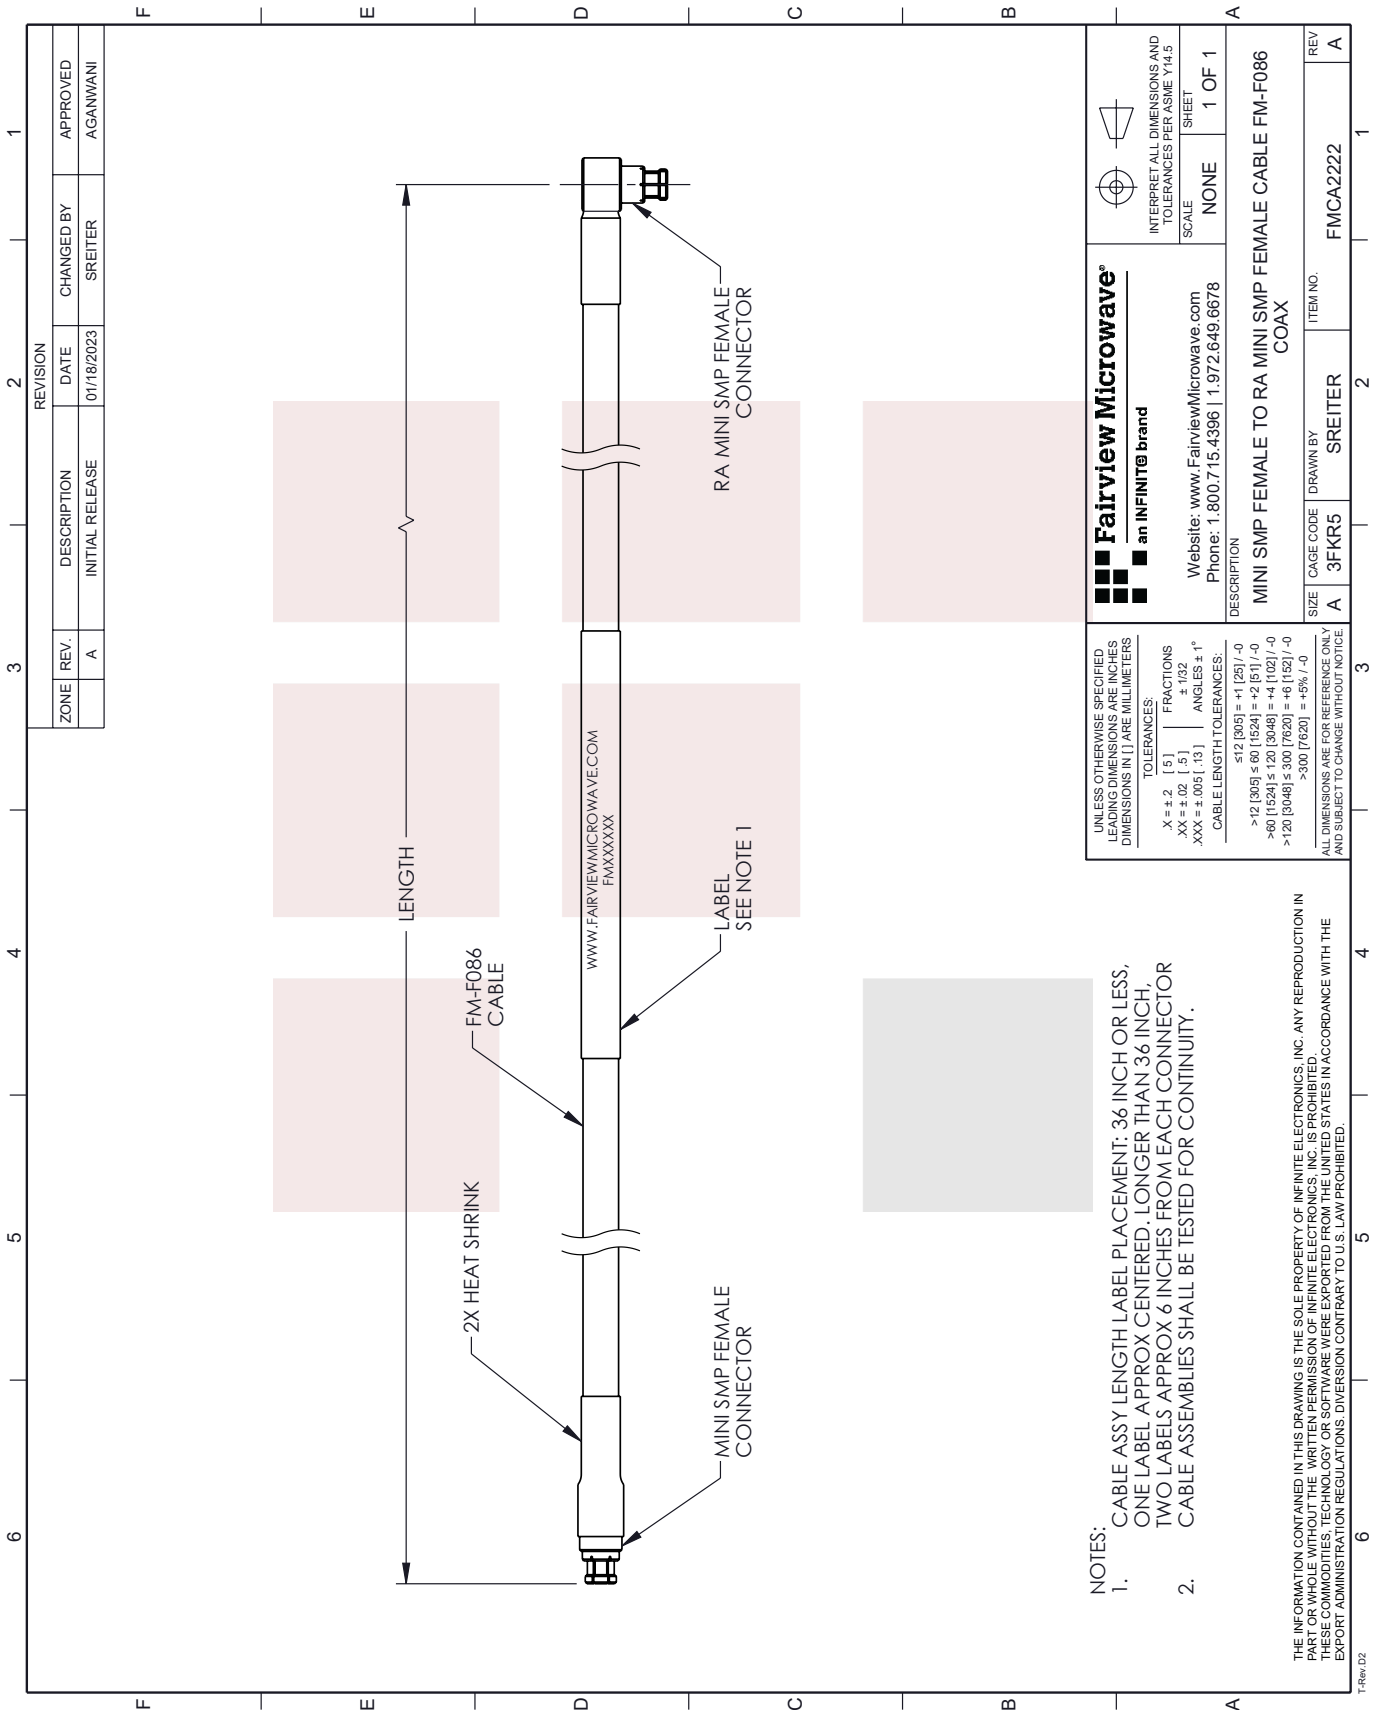 6
5
4
3
2
1
F
E
D
C
B
A
F
E
D
C
B
A
6
5
4
3
2
1
REVISION
ZONE
REV.
DESCRIPTION
DATE
CHANGED BY
APPROVED
A
INITIAL RELEASE
01/18/2023
SREITER
AGANWANI
LENGTH
2X HEAT SHRINK
FM-F086
CABLE
WWW.FAIRVIEWMICROWAVE.COM
FMXXXXXX
MINI SMP FEMALE
CONNECTOR
LABEL
SEE NOTE 1
RA MINI SMP FEMALE
CONNECTOR
NOTES:
1. CABLE ASSY LENGTH LABEL PLACEMENT: 36 INCH OR LESS,
ONE LABEL APPROX CENTERED. LONGER THAN 36 INCH,
TWO LABELS APPROX 6 INCHES FROM EACH CONNECTOR
2. CABLE ASSEMBLIES SHALL BE TESTED FOR CONTINUITY.
THE INFORMATION CONTAINED IN THIS DRAWING IS THE SOLE PROPERTY OF INFINITE ELECTRONICS, INC. ANY REPRODUCTION IN
PART OR WHOLE WITHOUT THE WRITTEN PERMISSION OF INFINITE ELECTRONICS, INC. IS PROHIBITED.
THESE COMMODITIES, TECHNOLOGY OR SOFTWARE WERE EXPORTED FROM THE UNITED STATES IN ACCORDANCE WITH THE
EXPORT ADMINISTRATION REGULATIONS. DIVERSION CONTRARY TO U.S. LAW PROHIBITED.
T-Rev.D2
UNLESS OTHERWISE SPECIFIED
LEADING DIMENSIONS ARE INCHES
DIMENSIONS IN [ ] ARE MILLIMETERS
TOLERANCES:
.X = ±.2 [ 5 ]
.XX = ±.02 [ .5 ]
.XXX = ±.005 [ .13 ]
FRACTIONS
± 1/32
ANGLES ± 1°
CABLE LENGTH TOLERANCES:
≤12 [305] = +1 [25] / -0
>12 [305] ≤ 60 [1524] = +2 [51] / -0
>60 [1524] ≤ 120 [3048] = +4 [102] / -0
>120 [3048] ≤ 300 [7620] = +6 [152] / -0
>300 [7620] = +5% / -0
ALL DIMENSIONS ARE FOR REFERENCE ONLY
AND SUBJECT TO CHANGE WITHOUT NOTICE.
Fairview Microwave®
an INFINIT℮ brand
Website: www.FairviewMicrowave.com
Phone: 1.800.715.4396 | 1.972.649.6678
INTERPRET ALL DIMENSIONS AND
TOLERANCES PER ASME Y14.5
SCALE
NONE
SHEET
1 OF 1
DESCRIPTION
MINI SMP FEMALE TO RA MINI SMP FEMALE CABLE FM-F086
COAX
SIZE
A
CAGE CODE
3FKR5
DRAWN BY
SREITER
ITEM NO.
FMCA2222
REV
A